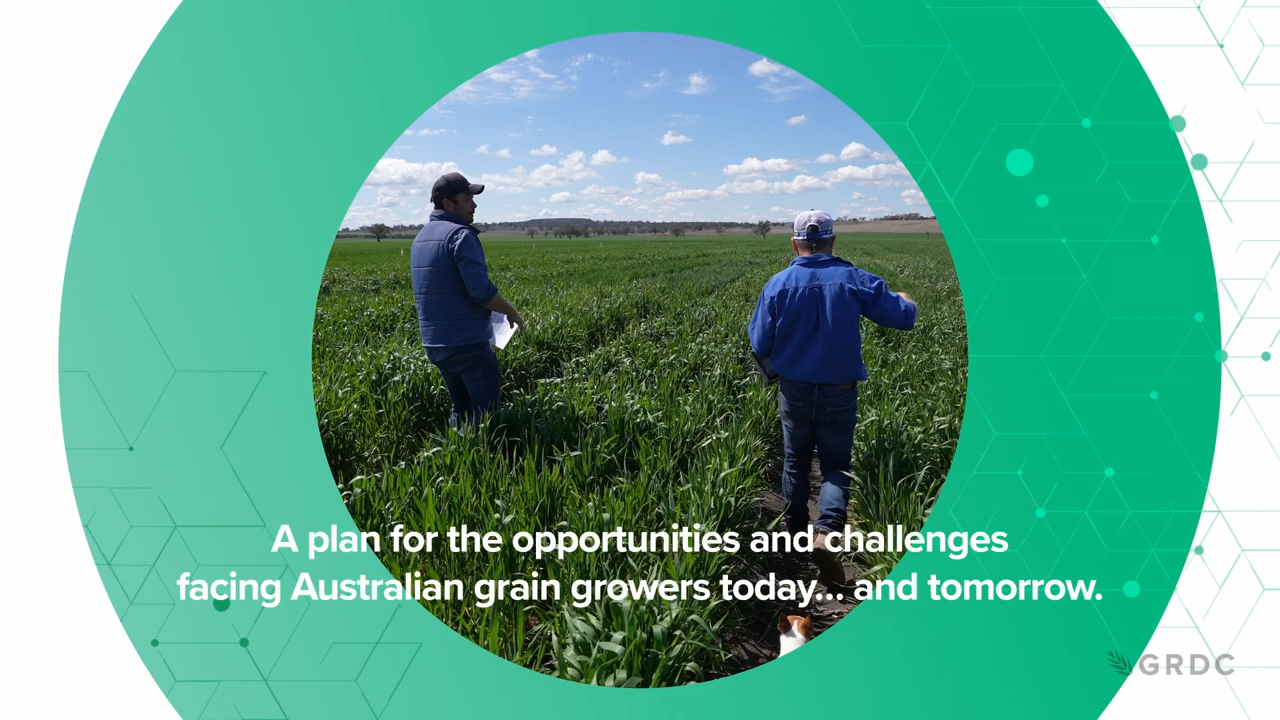 A plan for the opportunities and challenges
facing Australian grain growers today... and tomorrow.
GRDC